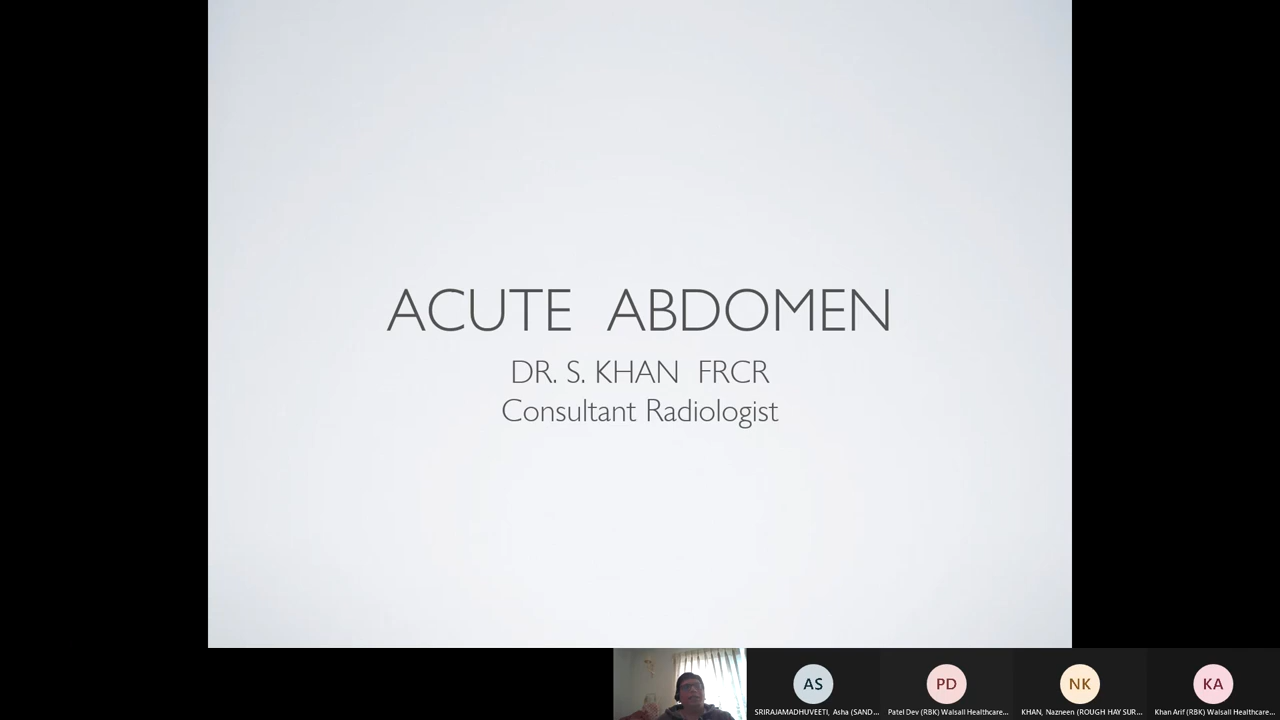 ACUTE ABDOMEN
DR. S. KHAN FRCR
Consultant Radiologist
AS
PD
NK
KA
SRIRAJAMADHUVEETI, Asha (SAND...
Patel Dev (RBK) Walsall Healthcare...
KHAN, Nazneen (ROUGH HAY SUR...
Khan Arif (RBK) Walsall Healthcare...